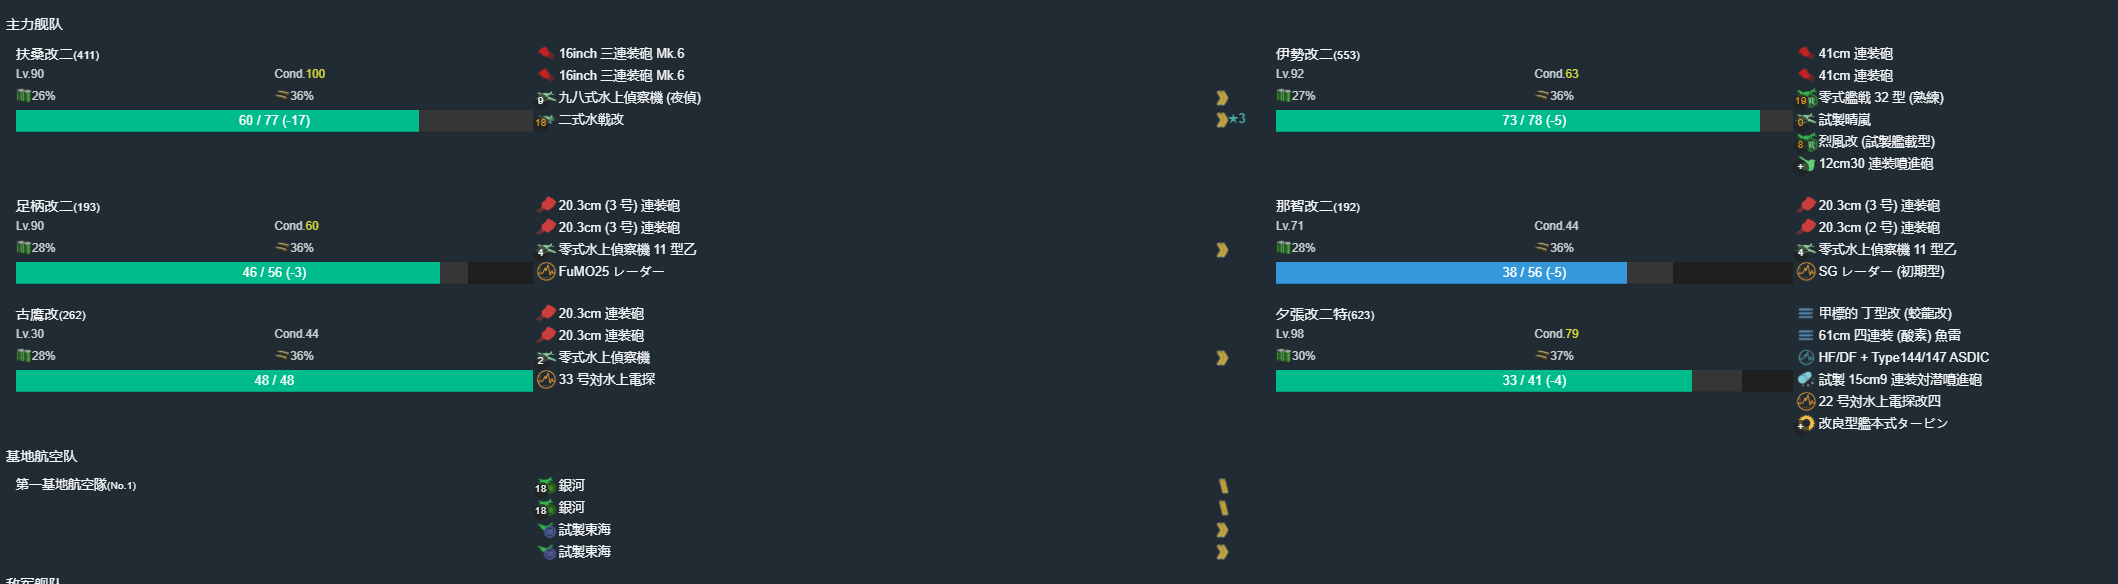 主力舰队
扶桑改二(411)
Lv.90 Cond.100
26% 36%
60 / 77 (-17)
16inch 三連装砲 Mk.6
16inch 三連装砲 Mk.6
9 九八式水上偵察機 (夜偵)
18 二式水戦改 ★3
伊勢改二(553)
Lv.92 Cond.63
27% 36%
73 / 78 (-5)
41cm 連装砲
41cm 連装砲
19 零式艦戦 32 型 (熟練)
0 試製晴嵐
8 烈風改 (試製艦載型)
+ 12cm30 連装噴進砲
足柄改二(193)
Lv.90 Cond.60
28% 36%
46 / 56 (-3)
20.3cm (3 号) 連装砲
20.3cm (3 号) 連装砲
4 零式水上偵察機 11 型乙
FuMO25 レーダー
那智改二(192)
Lv.71 Cond.44
28% 36%
38 / 56 (-5)
20.3cm (3 号) 連装砲
20.3cm (2 号) 連装砲
4 零式水上偵察機 11 型乙
SG レーダー (初期型)
古鷹改(262)
Lv.30 Cond.44
28% 36%
48 / 48
20.3cm 連装砲
20.3cm 連装砲
2 零式水上偵察機
33 号対水上電探
夕張改二特(623)
Lv.98 Cond.79
30% 37%
33 / 41 (-4)
甲標的 丁型改 (蛟龍改)
61cm 四連装 (酸素) 魚雷
HF/DF + Type144/147 ASDIC
試製 15cm9 連装対潜噴進砲
22 号対水上電探改四
+ 改良型艦本式タービン
基地航空队
第一基地航空隊(No.1)
18 銀河
18 銀河
試製東海
試製東海